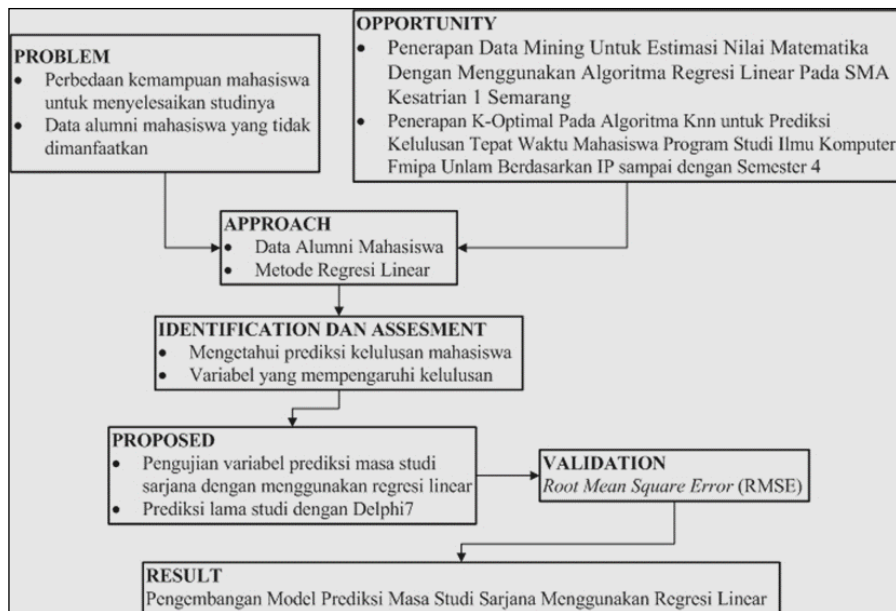 PROBLEM
• Perbedaan kemampuan mahasiswa
untuk menyelesaikan studinya
• Data alumni mahasiswa yang tidak
dimanfaatkan
OPPORTUNITY
• Penerapan Data Mining Untuk Estimasi Nilai Matematika
Dengan Menggunakan Algoritma Regresi Linear Pada SMA
Kesatrian 1 Semarang
• Penerapan K-Optimal Pada Algoritma Knn untuk Prediksi
Kelulusan Tepat Waktu Mahasiswa Program Studi Ilmu Komputer
Fmipa Unlam Berdasarkan IP sampai dengan Semester 4
APPROACH
• Data Alumni Mahasiswa
• Metode Regresi Linear
IDENTIFICATION DAN ASSESMENT
• Mengetahui prediksi kelulusan mahasiswa
• Variabel yang mempengaruhi kelulusan
PROPOSED
• Pengujian variabel prediksi masa studi
sarjana dengan menggunakan regresi linear
• Prediksi lama studi dengan Delphi7
VALIDATION
Root Mean Square Error (RMSE)
RESULT
Pengembangan Model Prediksi Masa Studi Sarjana Menggunakan Regresi Linear